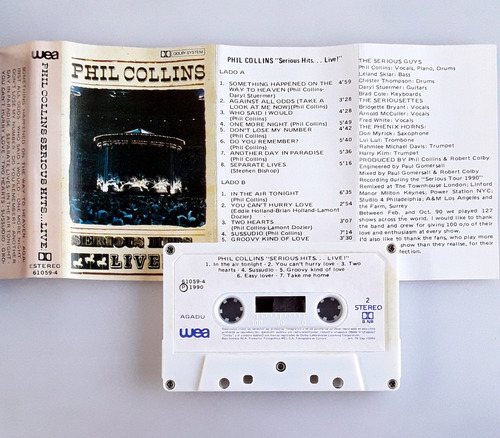 wea
PHIL COLLINS SERIOUS HITS... LIVE!
STEREO
61059-4
DOLBY SYSTEM
PHIL COLLINS
SERIOUS HITS
LIVE!
PHIL COLLINS "Serious Hits...Live!"
LADO A
1. SOMETHING HAPPENED ON THE 4'59
WAY TO HEAVEN (Phil Collins-
Daryl Stuermer)
2. AGAINST ALL ODDS (TAKE A 3'28
LOOK AT ME NOW)(Phil Collins)
3. WHO SAID I WOULD 4'28
(Phil Collins)
4. ONE MORE NIGHT (Phil Collins) 5'49
5. DON'T LOSE MY NUMBER 4'42
(Phil Collins)
6. DO YOU REMEMBER? 5'40
(Phil Collins)
7. ANOTHER DAY IN PARADISE 5'36
(Phil Collins)
8. SEPARATE LIVES 5'16
(Stephen Bishop)
LADO B
1. IN THE AIR TONIGHT 6'35
(Phil Collins)
2. YOU CAN'T HURRY LOVE 2'54
(Eddie Holland-Brian Holland-Lamont
Dozier)
3. TWO HEARTS 3'07
(Phil Collins-Lamont Dozier)
4. SUSSUDIO (Phil Collins) 7'14
5. GROOVY KIND OF LOVE 3'30
THE SERIOUS GUYS
Phil Collins: Vocals, Piano, Drums
Leland Sklar: Bass
Chester Thompson: Drums
Daryl Stuermer: Guitars
Brad Cole: Keyboards
THE SERIOUSETTES
Bridgette Bryant: Vocals
Arnold McCuller: Vocals
Fred White: Vocals
THE PHENIX HORNS:
Don Myrick: Saxophone
Lui Lui: Trombone
Rahmlee Michael Davis: Trumpet
Harry Kim: Trumpet
PRODUCED BY Phil Collins & Robert Colby
Engineered by Paul Gomersall
Mixed by Paul Gomersall & Robert Colby
Recording during the "Serious Tour 1990"
Remixed at The Townhouse London; Linford
Manor Milton Keynes; Power Station NYC
Studio 4 Philadelphia; A&M Los Angeles and
the Farm, Surrey
Between Feb. and Oct. 90 we played 127
shows across the world. I would like to thank
the band and crew for giving 100 o/o of their
love and enthusiasm at every show.
I'd also like to thank the fans, who play more
show than they realise, for their
fection.
PHIL COLLINS "SERIOUS HITS... LIVE!"
1. In the air tonight - 2. You can't hurry love - 3. Two
hearts - 4. Sussudio - 5. Groovy kind of love
6. Easy lover - 7. Take me home
61059-4
℗1990
AGADU
2
STEREO
B NR
wea